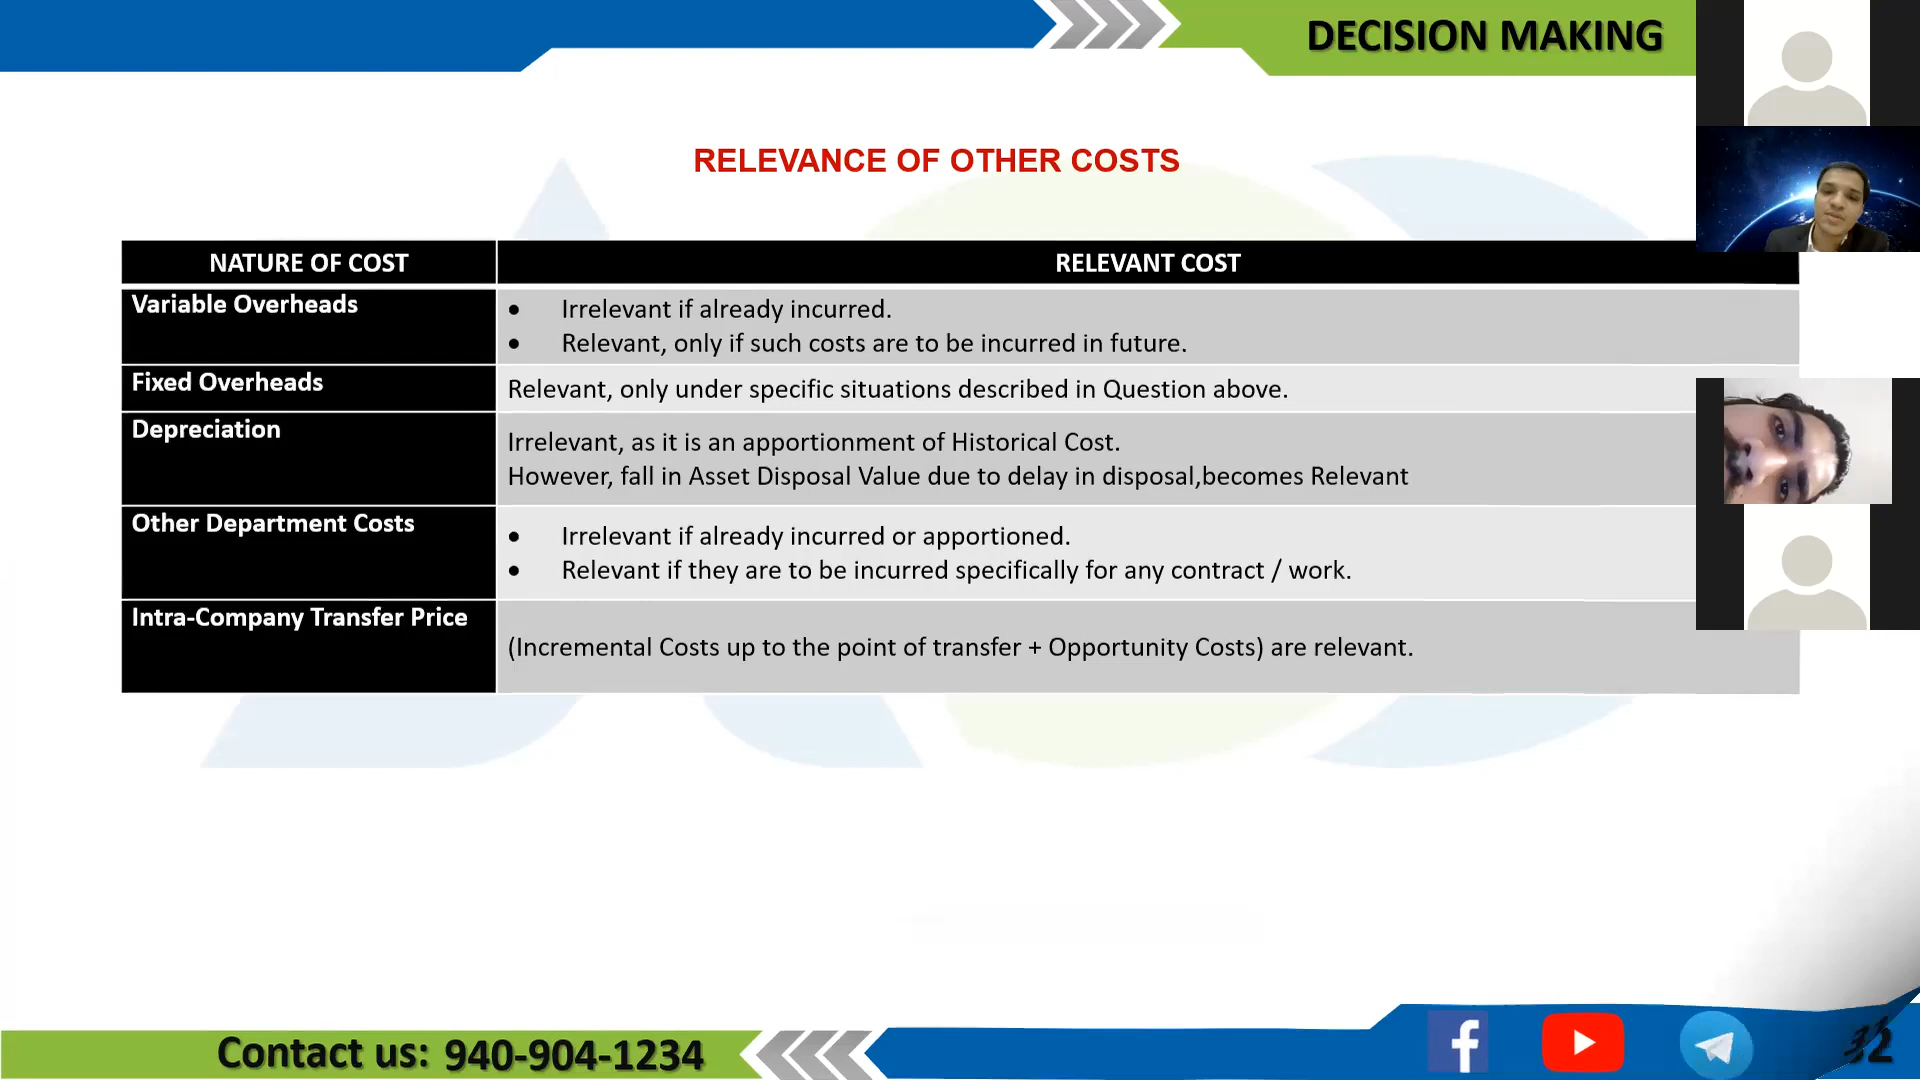 DECISION MAKING
RELEVANCE OF OTHER COSTS
NATURE OF COST
RELEVANT COST
Variable Overheads
• Irrelevant if already incurred.
• Relevant, only if such costs are to be incurred in future.
Fixed Overheads
Relevant, only under specific situations described in Question above.
Depreciation
Irrelevant, as it is an apportionment of Historical Cost.
However, fall in Asset Disposal Value due to delay in disposal,becomes Relevant
Other Department Costs
• Irrelevant if already incurred or apportioned.
• Relevant if they are to be incurred specifically for any contract / work.
Intra-Company Transfer Price
(Incremental Costs up to the point of transfer + Opportunity Costs) are relevant.
Contact us: 940-904-1234